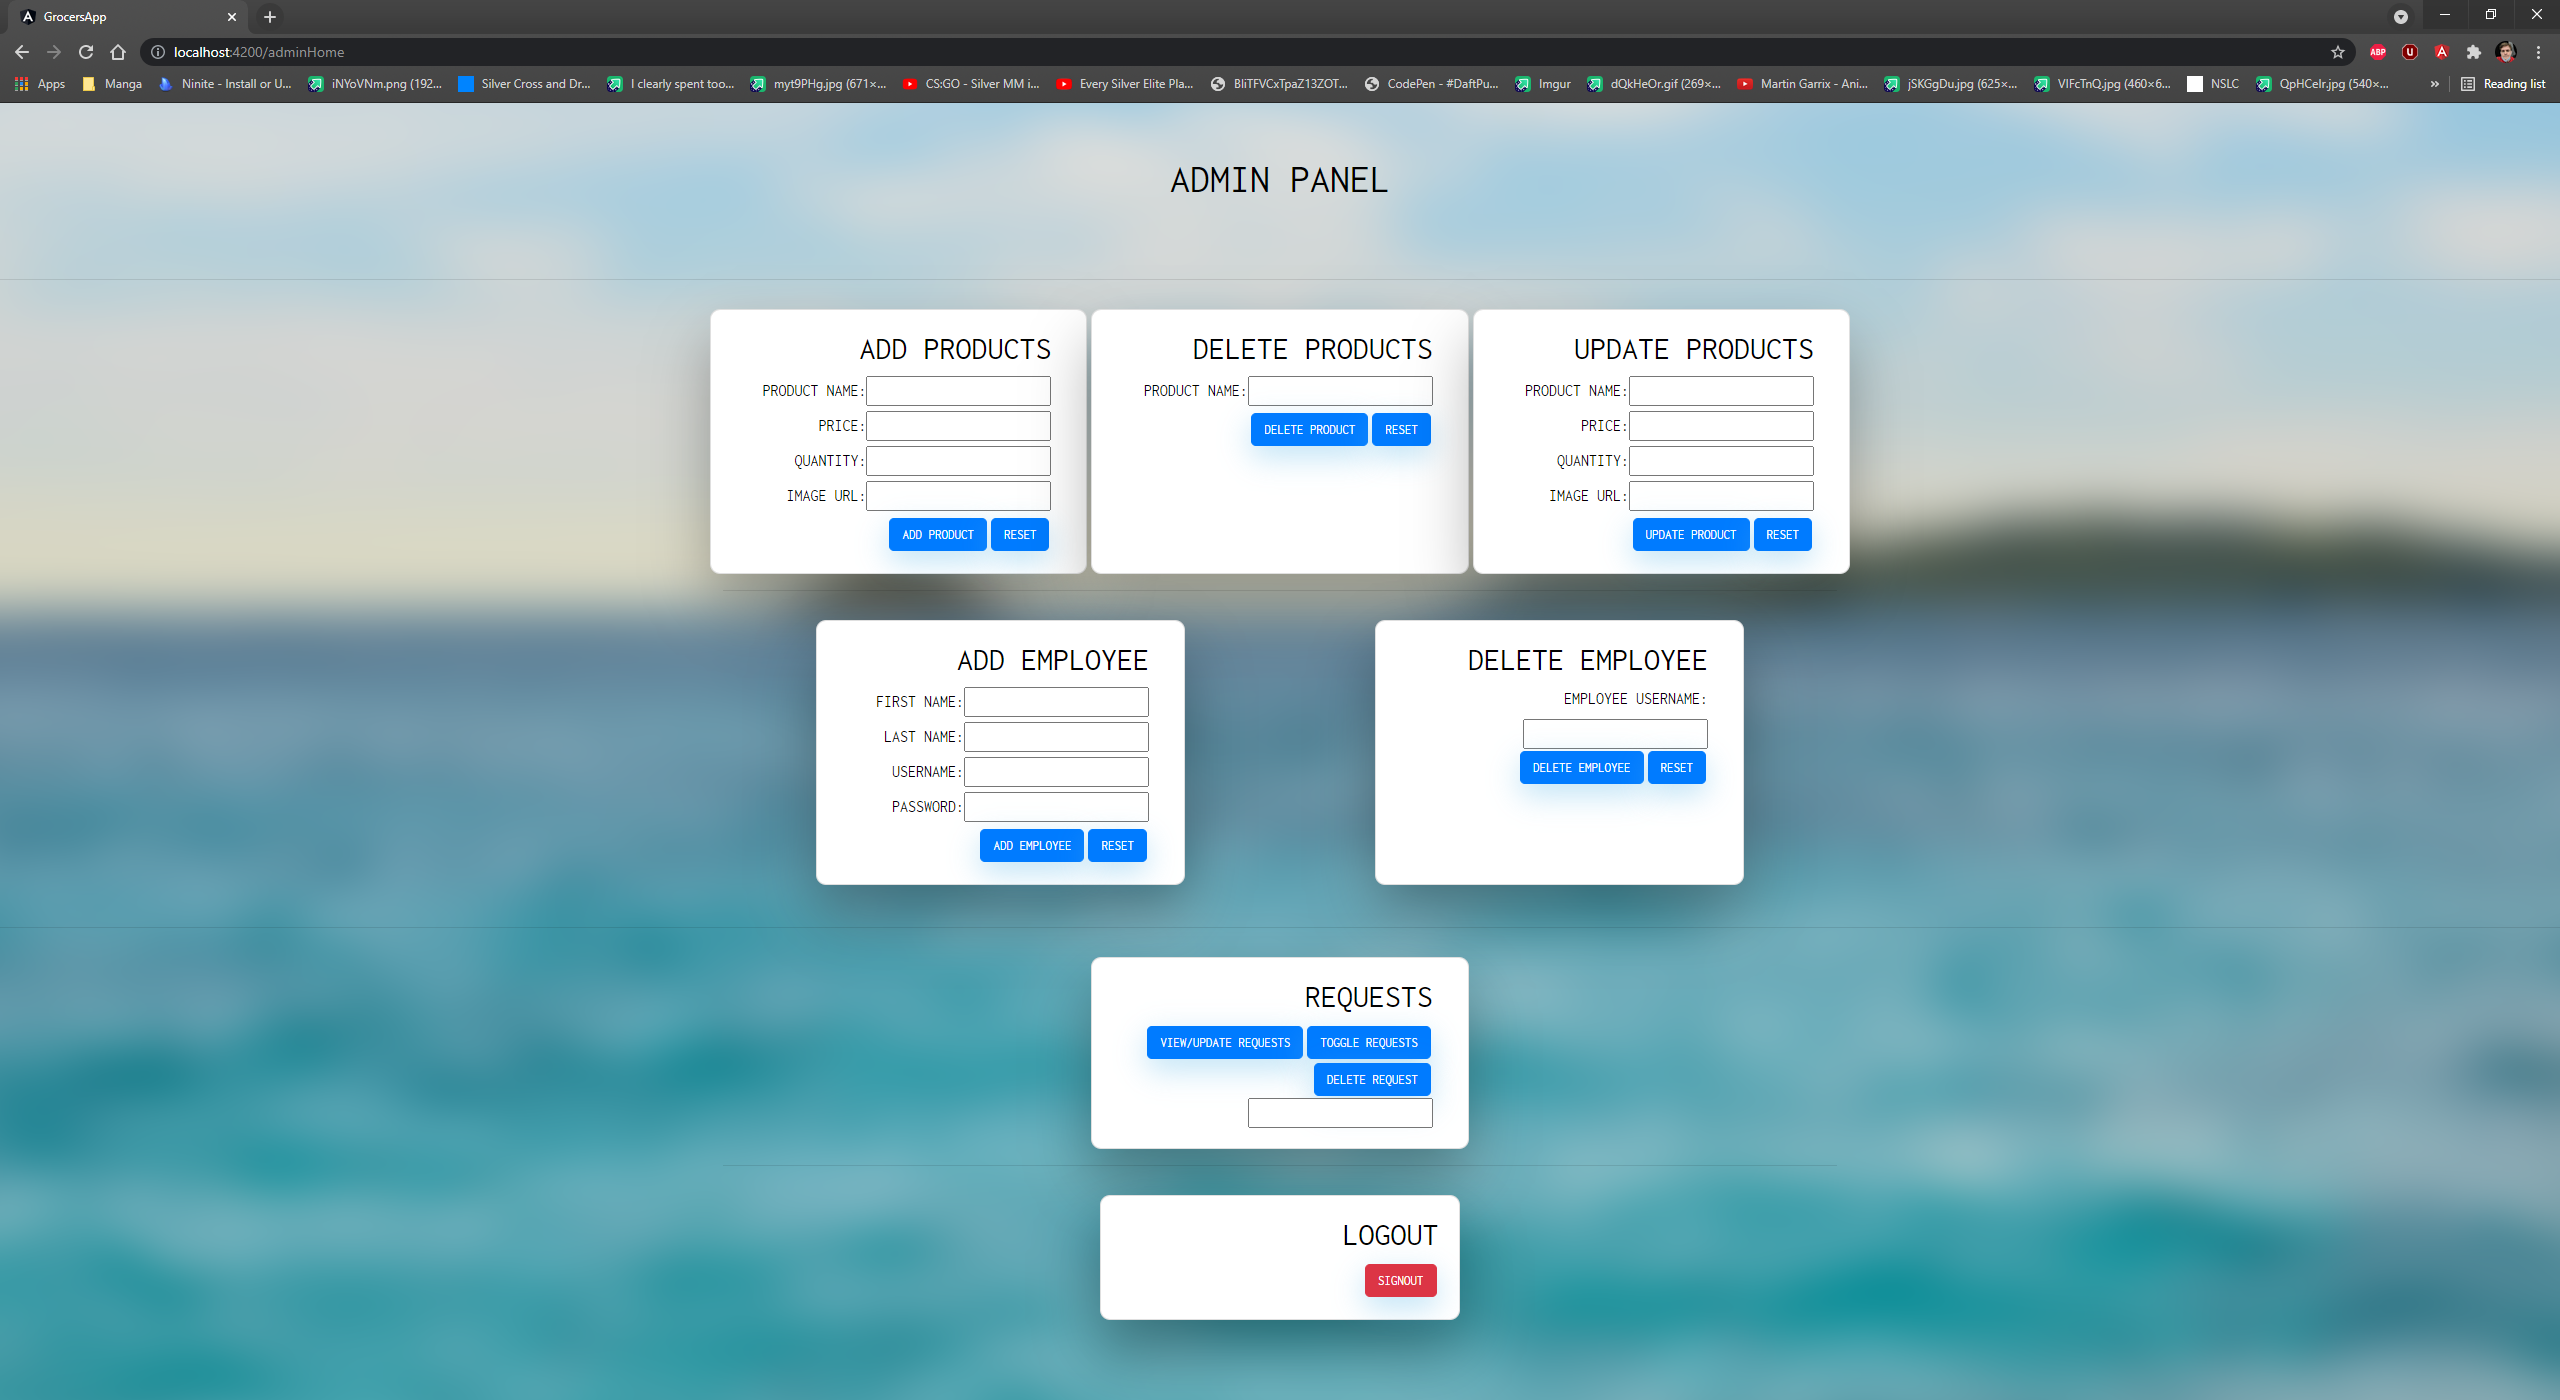 GrocersApp
localhost:4200/adminHome
Apps
Manga
Ninite - Install or U...
iNYoVNm.png (192...
Silver Cross and Dr...
I clearly spent too...
myt9PHg.jpg (671×...
CS:GO - Silver MM i...
Every Silver Elite Pla...
BliTFVCxTpaZ13ZOT...
CodePen - #DaftPu...
Imgur
dQkHeOr.gif (269×...
Martin Garrix - Ani...
jSKGgDu.jpg (625×...
VIFcTnQ.jpg (460×6...
NSLC
QpHCelr.jpg (540×...
»
Reading list
ABP
ADMIN PANEL
ADD PRODUCTS
PRODUCT NAME:
PRICE:
QUANTITY:
IMAGE URL:
ADD PRODUCT
RESET
DELETE PRODUCTS
PRODUCT NAME:
DELETE PRODUCT
RESET
UPDATE PRODUCTS
PRODUCT NAME:
PRICE:
QUANTITY:
IMAGE URL:
UPDATE PRODUCT
RESET
ADD EMPLOYEE
FIRST NAME:
LAST NAME:
USERNAME:
PASSWORD:
ADD EMPLOYEE
RESET
DELETE EMPLOYEE
EMPLOYEE USERNAME:
DELETE EMPLOYEE
RESET
REQUESTS
VIEW/UPDATE REQUESTS
TOGGLE REQUESTS
DELETE REQUEST
LOGOUT
SIGNOUT